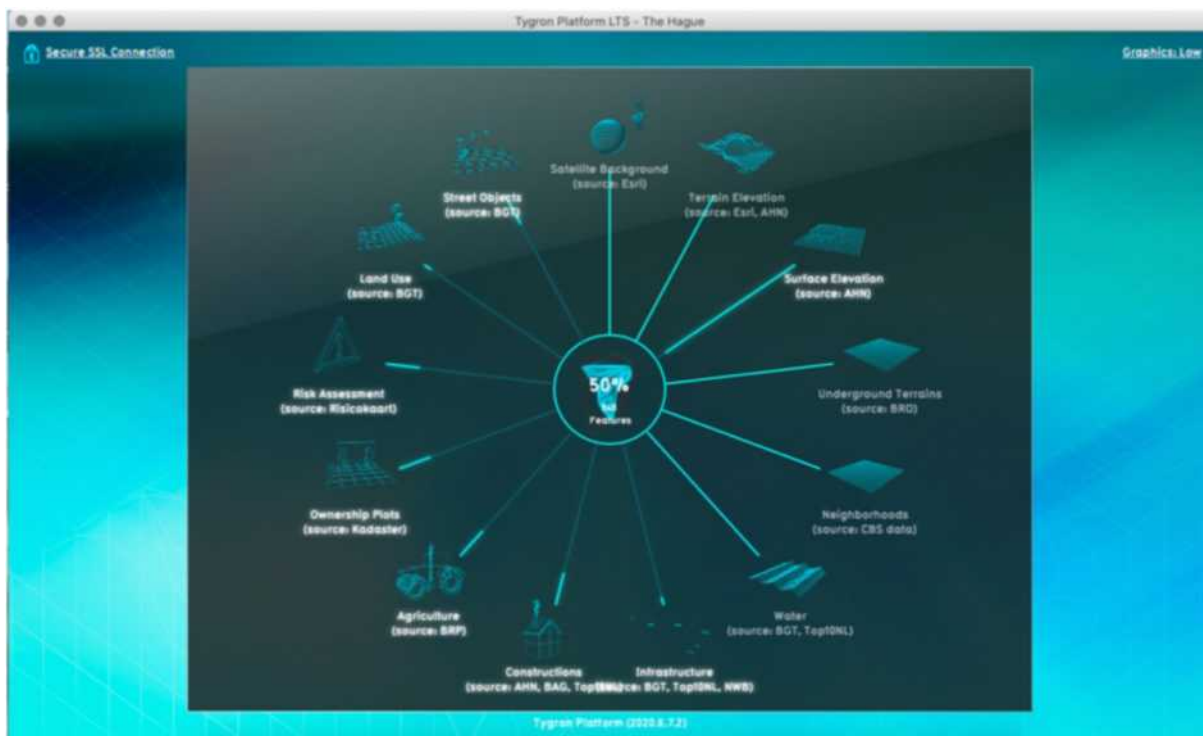 Tygron Platform LTS - The Hague
Secure SSL Connection
Graphics: Low
Satellite Background
(source: Esri)
Terrain Elevation
(source: Esri, AHN)
Street Objects
(source: BGT)
Surface Elevation
(source: AHN)
Land Use
(source: BGT)
Risk Assessment
(source: Risicokaart)
50%
Features
Underground Terrains
(source: BRO)
Ownership Plots
(source: Kadaster)
Neighborhoods
(source: CBS data)
Agriculture
(source: BRP)
Water
(source: BGT, Top10NL)
Constructions
(source: AHN, BAG,
Infrastructure
BGT, Top10NL, NWB)
Tygron Platform (2020.6.7.2)